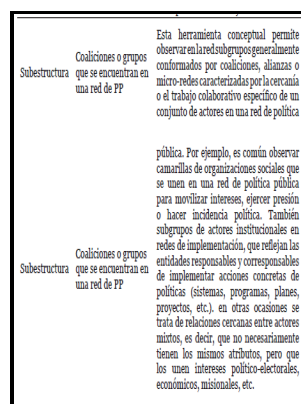 Esta herramienta conceptual permite
observar en la red subgrupos generalmente
Coaliciones o grupos conformados por coaliciones, alianzas o
Subestructura que se encuentran en micro-redes caracterizadas por la cercanía
una red de PP o el trabajo colaborativo específico de un
conjunto de actores en una red de política
pública. Por ejemplo, es común observar
camarillas de organizaciones sociales que
se unen en una red de política pública
para movilizar intereses, ejercer presión
o hacer incidencia política. También
subgrupos de actores institucionales en
Coaliciones o grupos redes de implementación, que reflejan las
Subestructura que se encuentran en entidades responsables y corresponsables
una red de PP de implementar acciones concretas de
políticas (sistemas, programas, planes,
proyectos, etc.). en otras ocasiones se
trata de relaciones cercanas entre actores
mixtos, es decir, que no necesariamente
tienen los mismos atributos, pero que
los unen intereses político-electorales,
económicos, misionales, etc.